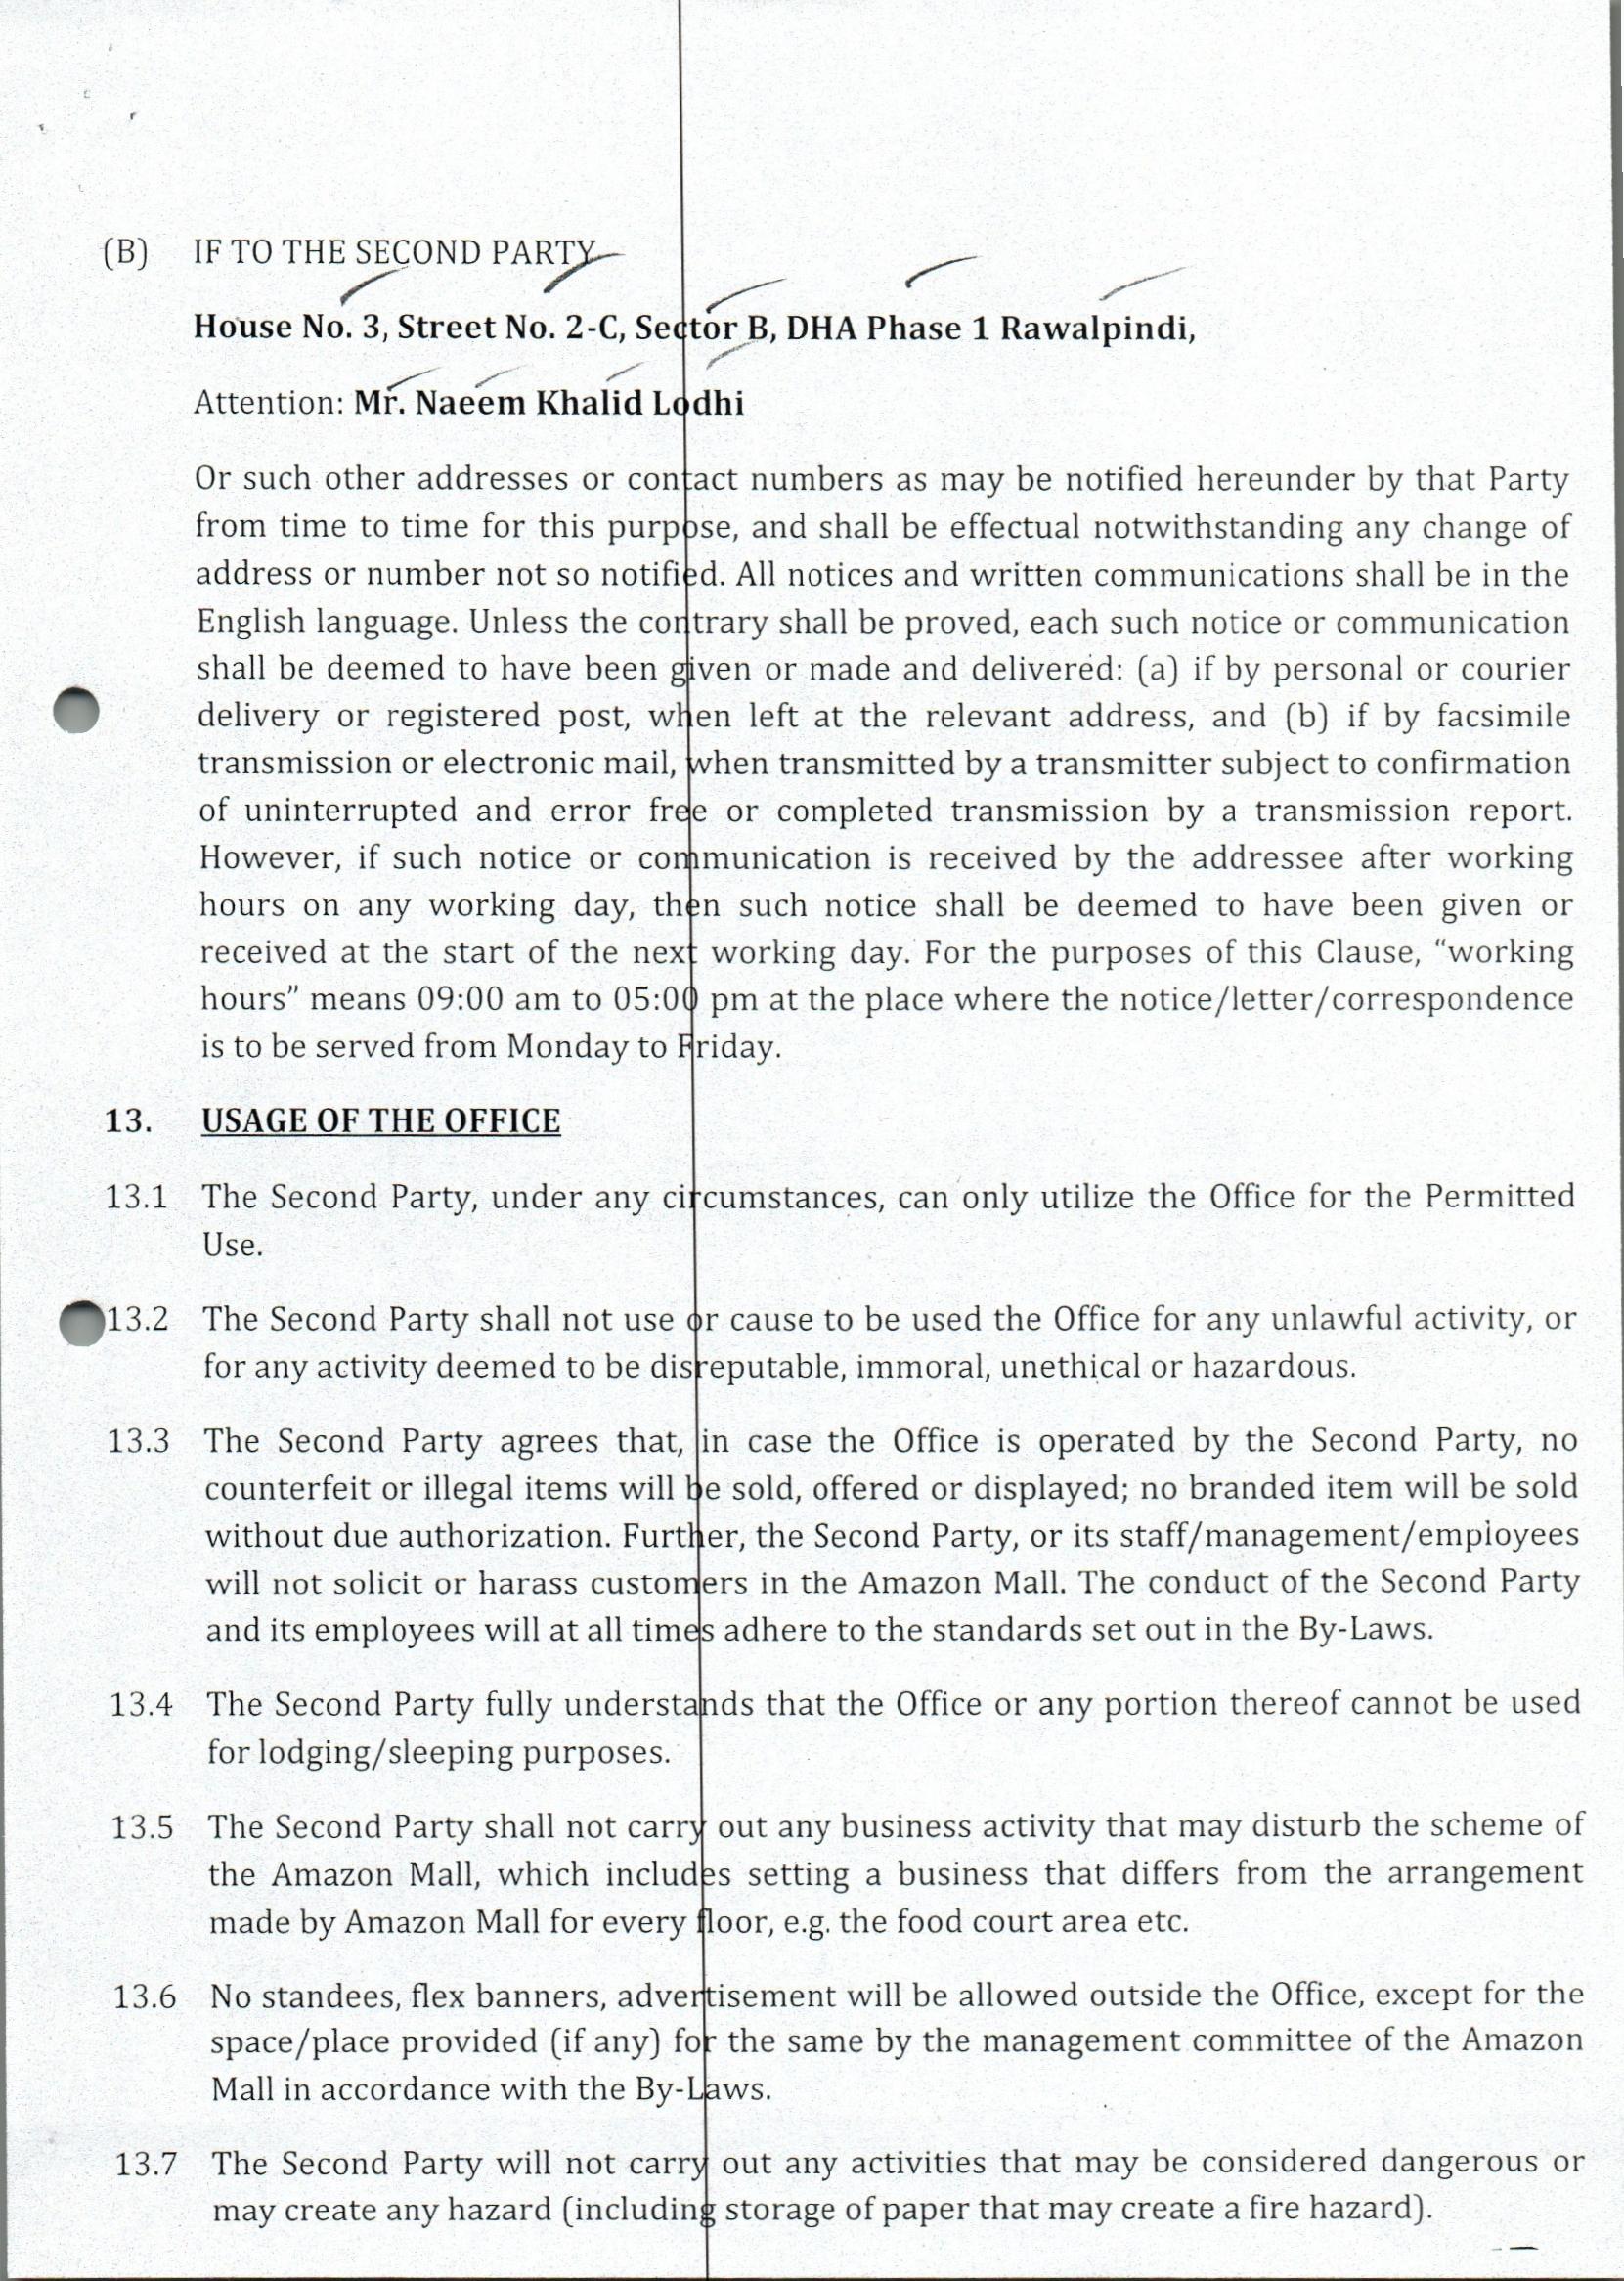 (B) IF TO THE SECOND PARTY
House No. 3, Street No. 2-C, Sector B, DHA Phase 1 Rawalpindi,
Attention: Mr. Naeem Khalid Lodhi
Or such other addresses or contact numbers as may be notified hereunder by that Party
from time to time for this purpose, and shall be effectual notwithstanding any change of
address or number not so notified. All notices and written communications shall be in the
English language. Unless the contrary shall be proved, each such notice or communication
shall be deemed to have been given or made and delivered: (a) if by personal or courier
delivery or registered post, when left at the relevant address, and (b) if by facsimile
transmission or electronic mail, when transmitted by a transmitter subject to confirmation
of uninterrupted and error free or completed transmission by a transmission report.
However, if such notice or communication is received by the addressee after working
hours on any working day, then such notice shall be deemed to have been given or
received at the start of the next working day. For the purposes of this Clause, “working
hours” means 09:00 am to 05:00 pm at the place where the notice/letter/correspondence
is to be served from Monday to Friday.
13. USAGE OF THE OFFICE
13.1 The Second Party, under any circumstances, can only utilize the Office for the Permitted
Use.
13.2 The Second Party shall not use or cause to be used the Office for any unlawful activity, or
for any activity deemed to be disreputable, immoral, unethical or hazardous.
13.3 The Second Party agrees that, in case the Office is operated by the Second Party, no
counterfeit or illegal items will be sold, offered or displayed; no branded item will be sold
without due authorization. Further, the Second Party, or its staff/management/employees
will not solicit or harass customers in the Amazon Mall. The conduct of the Second Party
and its employees will at all times adhere to the standards set out in the By-Laws.
13.4 The Second Party fully understands that the Office or any portion thereof cannot be used
for lodging/sleeping purposes.
13.5 The Second Party shall not carry out any business activity that may disturb the scheme of
the Amazon Mall, which includes setting a business that differs from the arrangement
made by Amazon Mall for every floor, e.g. the food court area etc.
13.6 No standees, flex banners, advertisement will be allowed outside the Office, except for the
space/place provided (if any) for the same by the management committee of the Amazon
Mall in accordance with the By-Laws.
13.7 The Second Party will not carry out any activities that may be considered dangerous or
may create any hazard (including storage of paper that may create a fire hazard).